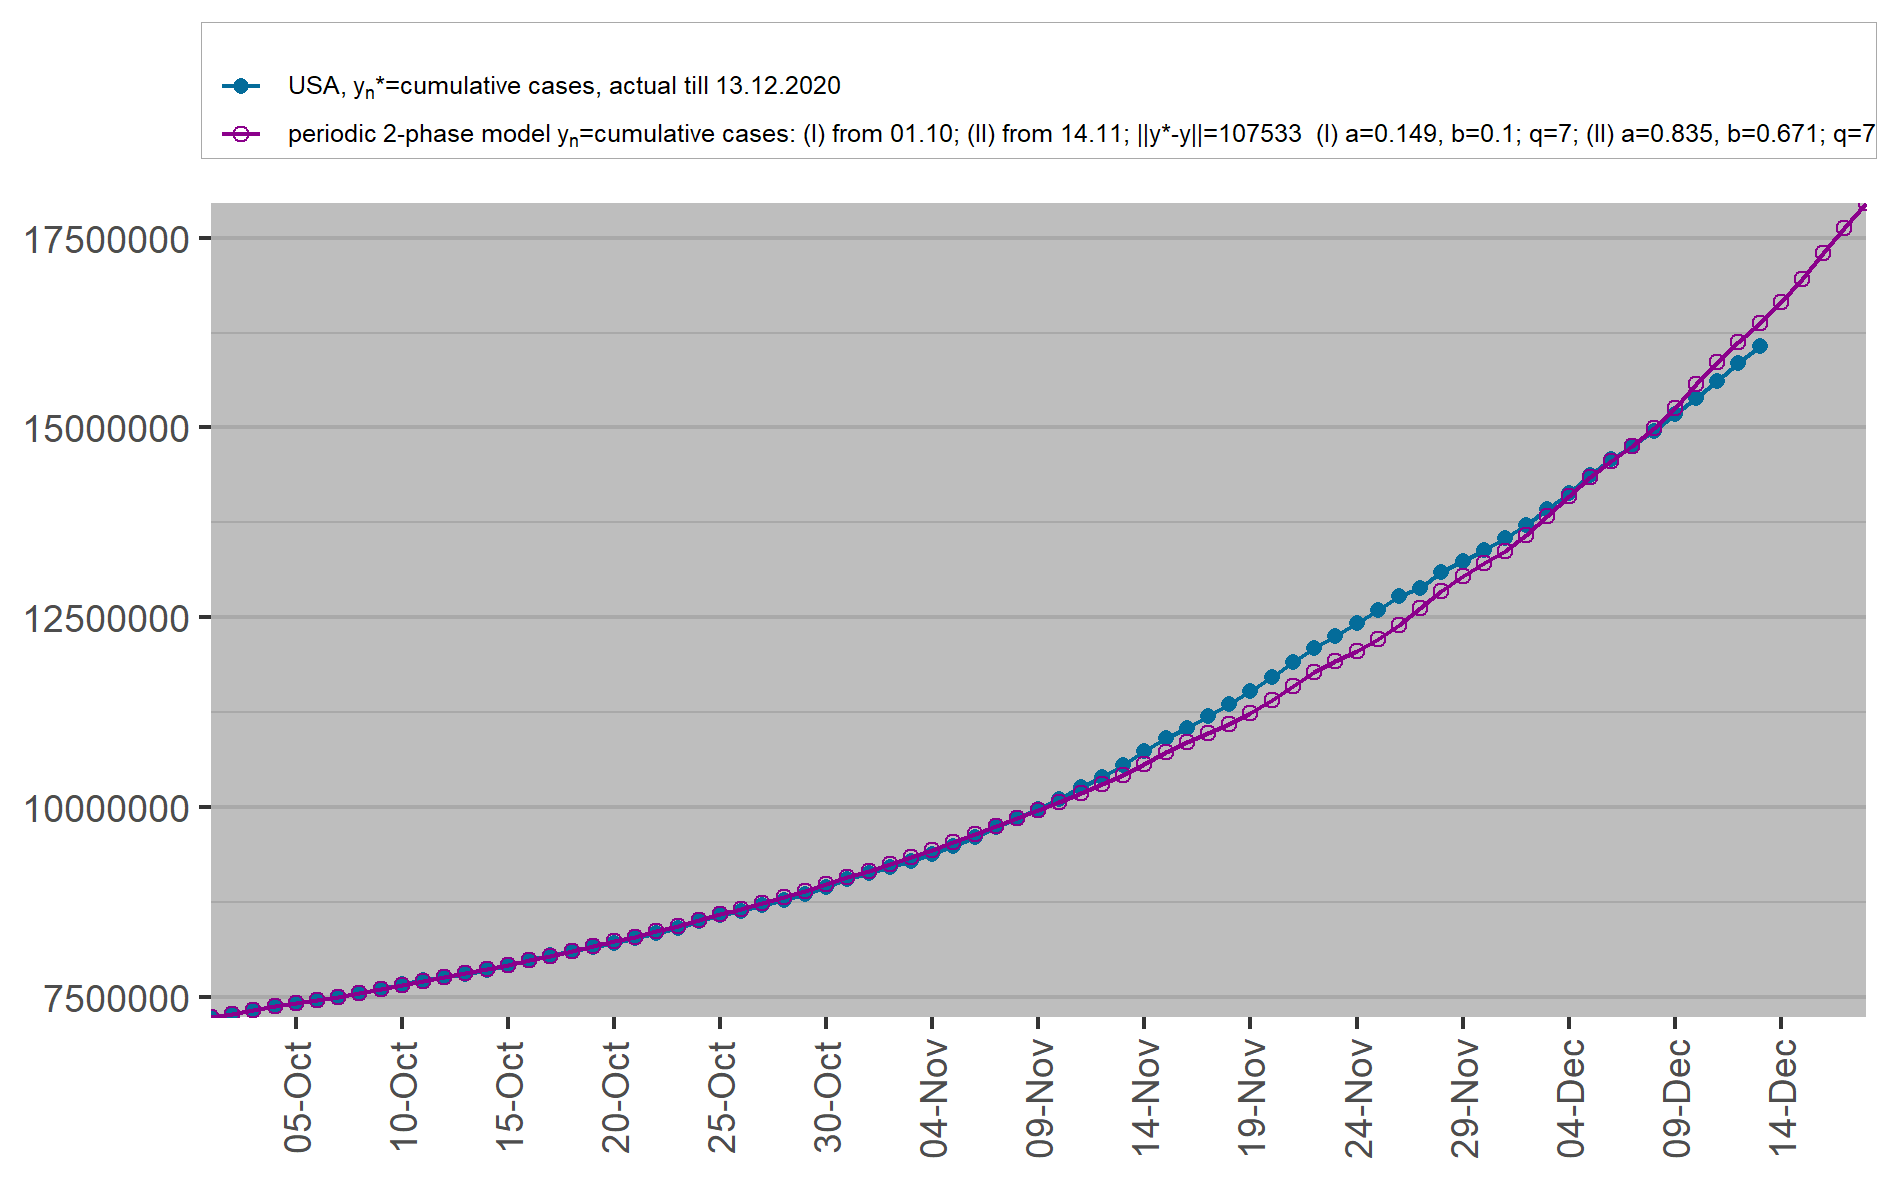 USA, yn*=cumulative cases, actual till 13.12.2020
periodic 2-phase model yn=cumulative cases: (I) from 01.10; (II) from 14.11; ||y*-y||=107533  (I) a=0.149, b=0.1; q=7; (II) a=0.835, b=0.671; q=7
17500000
15000000
12500000
10000000
7500000
05-Oct
10-Oct
15-Oct
20-Oct
25-Oct
30-Oct
04-Nov
09-Nov
14-Nov
19-Nov
24-Nov
29-Nov
04-Dec
09-Dec
14-Dec